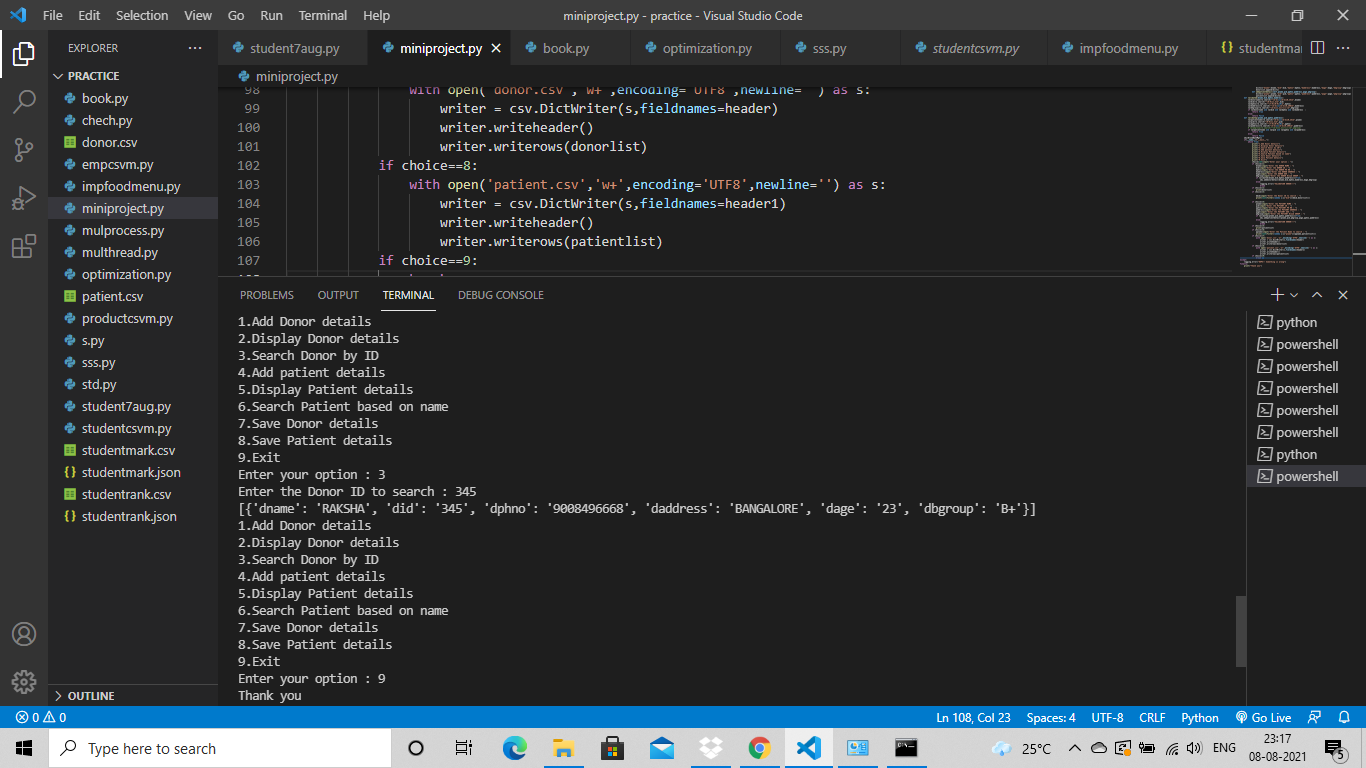 File Edit Selection View Go Run Terminal Help
miniproject.py - practice - Visual Studio Code
EXPLORER
PRACTICE
book.py
chech.py
donor.csv
empcsvm.py
impfoodmenu.py
miniproject.py
mulprocess.py
multhread.py
optimization.py
patient.csv
productcsvm.py
s.py
sss.py
std.py
student7aug.py
studentcsvm.py
studentmark.csv
studentmark.json
studentrank.csv
studentrank.json
OUTLINE
student7aug.py miniproject.py book.py optimization.py sss.py studentcsvm.py impfoodmenu.py studentmar
miniproject.py
98 with open('donor.csv','w+',encoding='UTF8',newline='') as s:
99 writer = csv.DictWriter(s,fieldnames=header)
100 writer.writeheader()
101 writer.writerows(donorlist)
102 if choice==8:
103 with open('patient.csv','w+',encoding='UTF8',newline='') as s:
104 writer = csv.DictWriter(s,fieldnames=header1)
105 writer.writeheader()
106 writer.writerows(patientlist)
107 if choice==9:
PROBLEMS OUTPUT TERMINAL DEBUG CONSOLE
1.Add Donor details
2.Display Donor details
3.Search Donor by ID
4.Add patient details
5.Display Patient details
6.Search Patient based on name
7.Save Donor details
8.Save Patient details
9.Exit
Enter your option : 3
Enter the Donor ID to search : 345
[{'dname': 'RAKSHA', 'did': '345', 'dphno': '9008496668', 'daddress': 'BANGALORE', 'dage': '23', 'dbgroup': 'B+'}]
1.Add Donor details
2.Display Donor details
3.Search Donor by ID
4.Add patient details
5.Display Patient details
6.Search Patient based on name
7.Save Donor details
8.Save Patient details
9.Exit
Enter your option : 9
Thank you
python
powershell
powershell
powershell
powershell
powershell
python
powershell
0 0
Ln 108, Col 23 Spaces: 4 UTF-8 CRLF Python Go Live
Type here to search
25°C ENG
23:17
08-08-2021
5